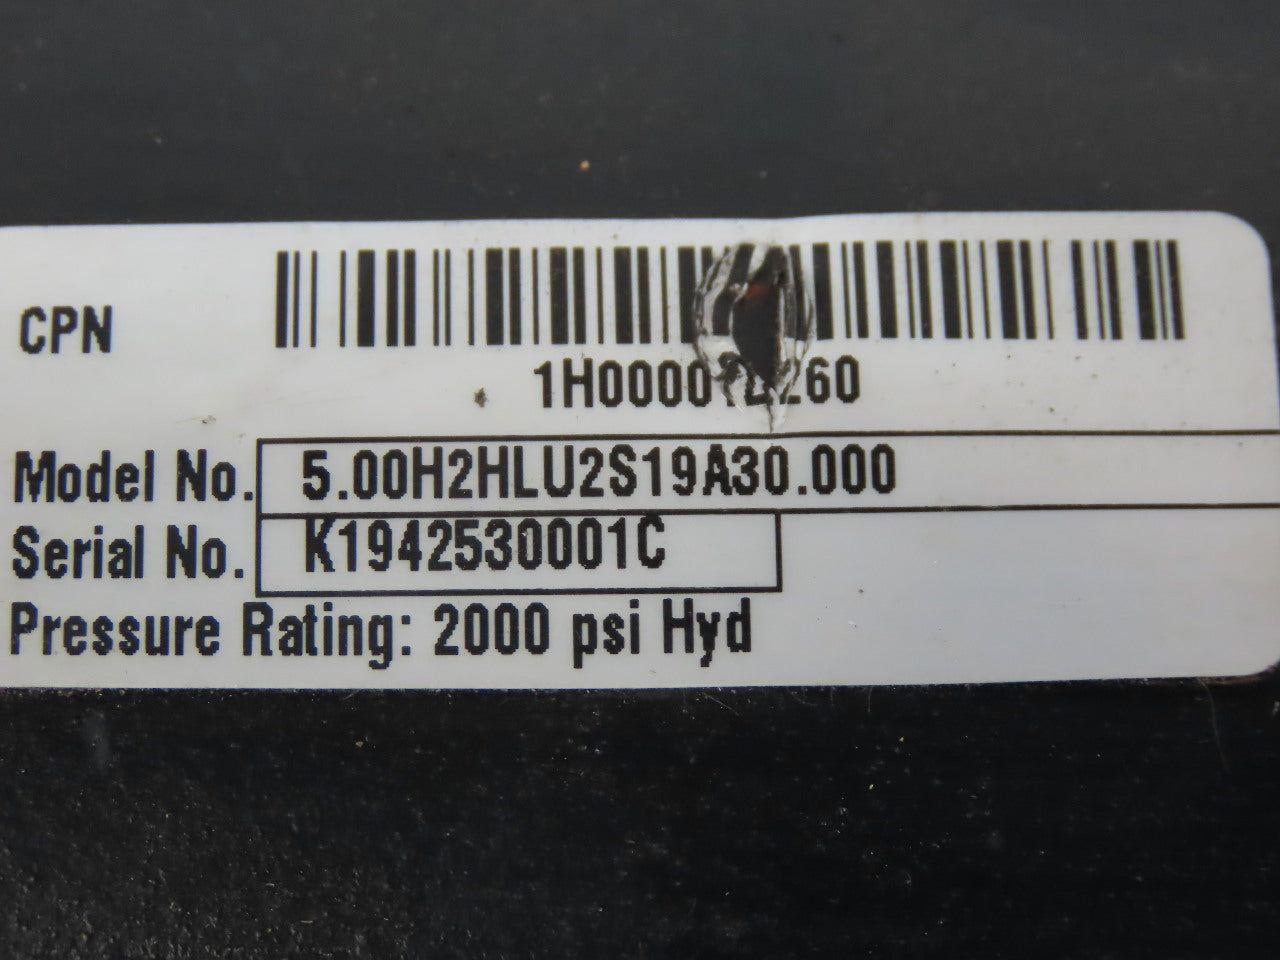 CPN
Model No. 5.00H2HLU2S19A30.000
Serial No. K1942530001C
Pressure Rating: 2000 psi Hyd